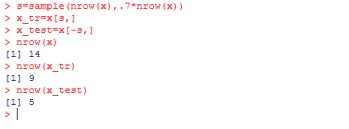 > s=sample(nrow(x),.7*nrow(x))
> x_tr=x[s,]
> x_test=x[-s,]
> nrow(x)
[1] 14
> nrow(x_tr)
[1] 9
> nrow(x_test)
[1] 5
> |